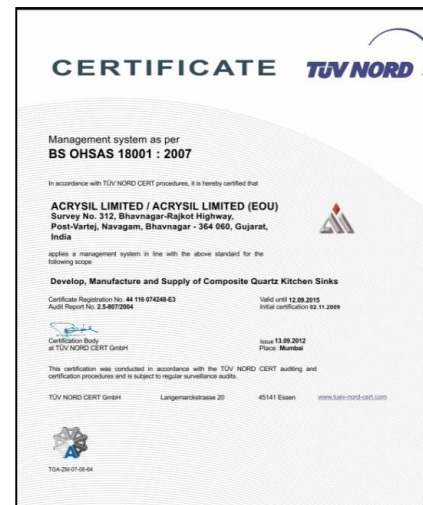 CERTIFICATE
TÜV NORD
Management system as per
BS OHSAS 18001 : 2007
In accordance with TÜV NORD CERT procedures, it is hereby certified that
ACRYSIL LIMITED / ACRYSIL LIMITED (EOU)
Survey No. 312, Bhavnagar-Rajkot Highway,
Post-Vartej, Navagam, Bhavnagar - 364 060, Gujarat,
India
applies a management system in line with the above standard for the
following scope
Develop, Manufacture and Supply of Composite Quartz Kitchen Sinks
Certificate Registration No. 44 116 074248-E3 Valid until 12.09.2015
Audit Report No. 2.5-807/2004 Initial certification 02.11.2009
Certification Body Issue 13.09.2012
at TÜV NORD CERT GmbH Place :Mumbai
This certification was conducted in accordance with the TÜV NORD CERT auditing and
certification procedures and is subject to regular surveillance audits.
TÜV NORD CERT GmbH Langemarckstrasse 20 45141 Essen www.tuev-nord-cert.com
A
TGA-ZM-07-06-64